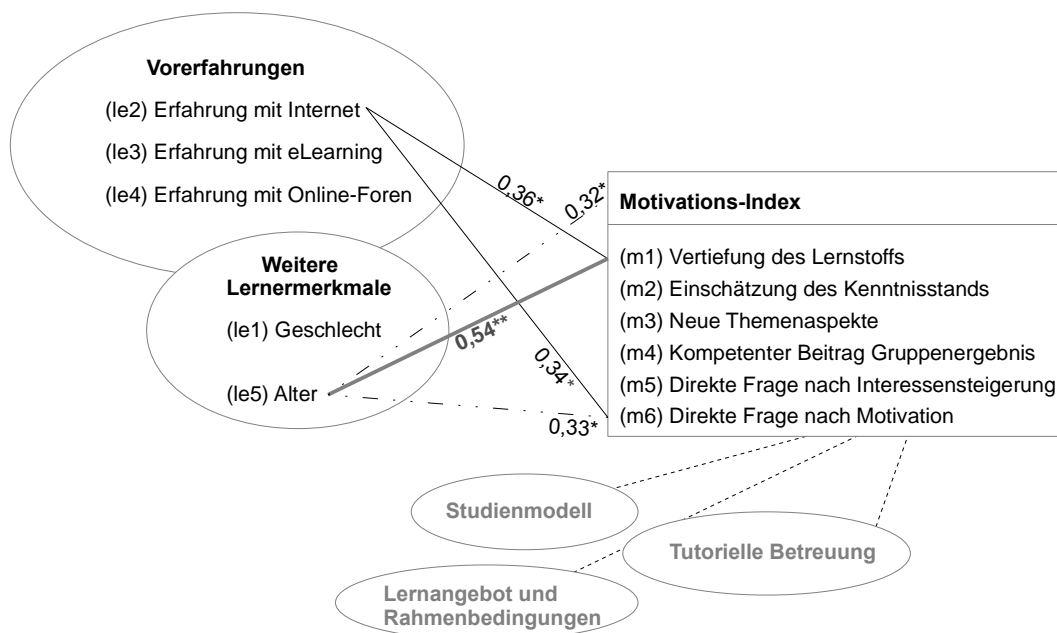 Vorerfahrungen
(le2) Erfahrung mit Internet
(le3) Erfahrung mit eLearning
(le4) Erfahrung mit Online-Foren
Weitere
Lernermerkmale
(le1) Geschlecht
(le5) Alter
0,36*
0,32*
0,54**
0,34*
0,33*
Motivations-Index
(m1) Vertiefung des Lernstoffs
(m2) Einschätzung des Kenntnisstands
(m3) Neue Themenaspekte
(m4) Kompetenter Beitrag Gruppenergebnis
(m5) Direkte Frage nach Interessensteigerung
(m6) Direkte Frage nach Motivation
Studienmodell
Tutorielle Betreuung
Lernangebot und
Rahmenbedingungen